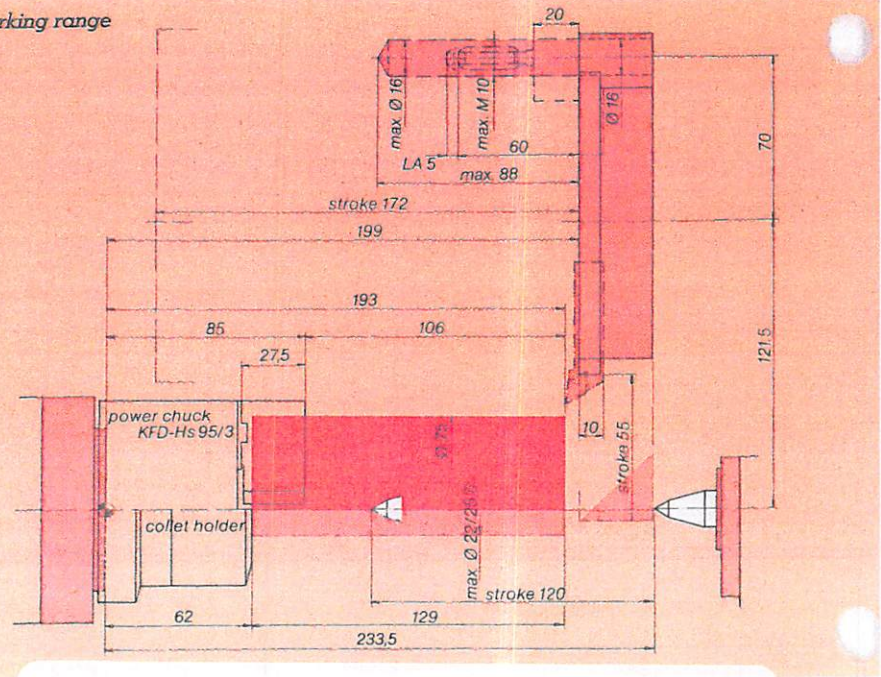 rking range
20
max. Ø 16
LA 5
max. M 10
60
Ø 16
70
max. 88
stroke 172
199
193
85
106
27,5
121,5
power chuck
KFD-Hs 95/3
Ø 75
10
stroke 55
collet holder
max. Ø 22/25
stroke 120
62
129
233,5